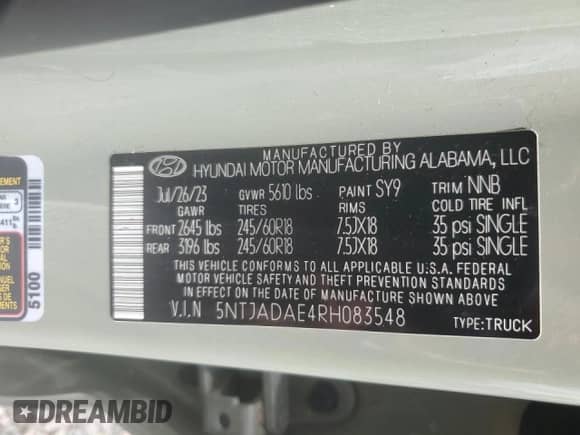 MANUFACTURED BY
HYUNDAI MOTOR MANUFACTURING ALABAMA, LLC
Jul/26/23 GVWR 5610 lbs PAINT SY9 TRIM NNB
GAWR TIRES RIMS COLD TIRE INFL
FRONT 2645 lbs 245/60R18 7.5JX18 35 psi SINGLE
REAR 3196 lbs 245/60R18 7.5JX18 35 psi SINGLE
THIS VEHICLE CONFORMS TO ALL APPLICABLE U.S.A. FEDERAL
MOTOR VEHICLE SAFETY AND THEFT PREVENTION STANDARDS
IN EFFECT ON THE DATE OF MANUFACTURE SHOWN ABOVE.
V.I.N 5NTJADAE4RH083548
TYPE:TRUCK
5100
3
DREAMBID